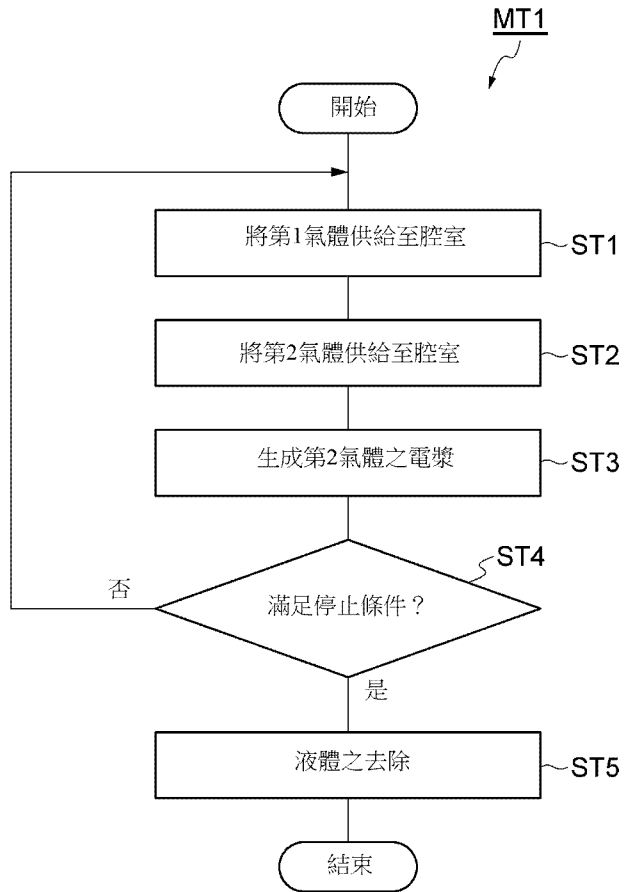 MT1
開始
將第1氣體供給至腔室
ST1
將第2氣體供給至腔室
ST2
生成第2氣體之電漿
ST3
ST4
滿足停止條件？
否
是
液體之去除
ST5
結束